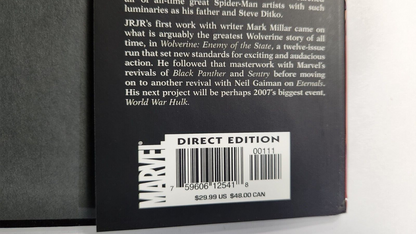 all-time great Spider-Man artists with such
luminaries as his father and Steve Ditko.
JRJR's first work with writer Mark Millar came on
what is arguably the greatest Wolverine story of all
time, in Wolverine: Enemy of the State, a twelve-issue
run that set new standards for exciting and audacious
action. He followed that masterwork with Marvel's
revivals of Black Panther and Sentry before moving
on to another revival with Neil Gaiman on Eternals.
His next project will be perhaps 2007's biggest event,
World War Hulk.
MARVEL
DIRECT EDITION
00111
7 59606 12541 8
$29.99 US $48.00 CAN